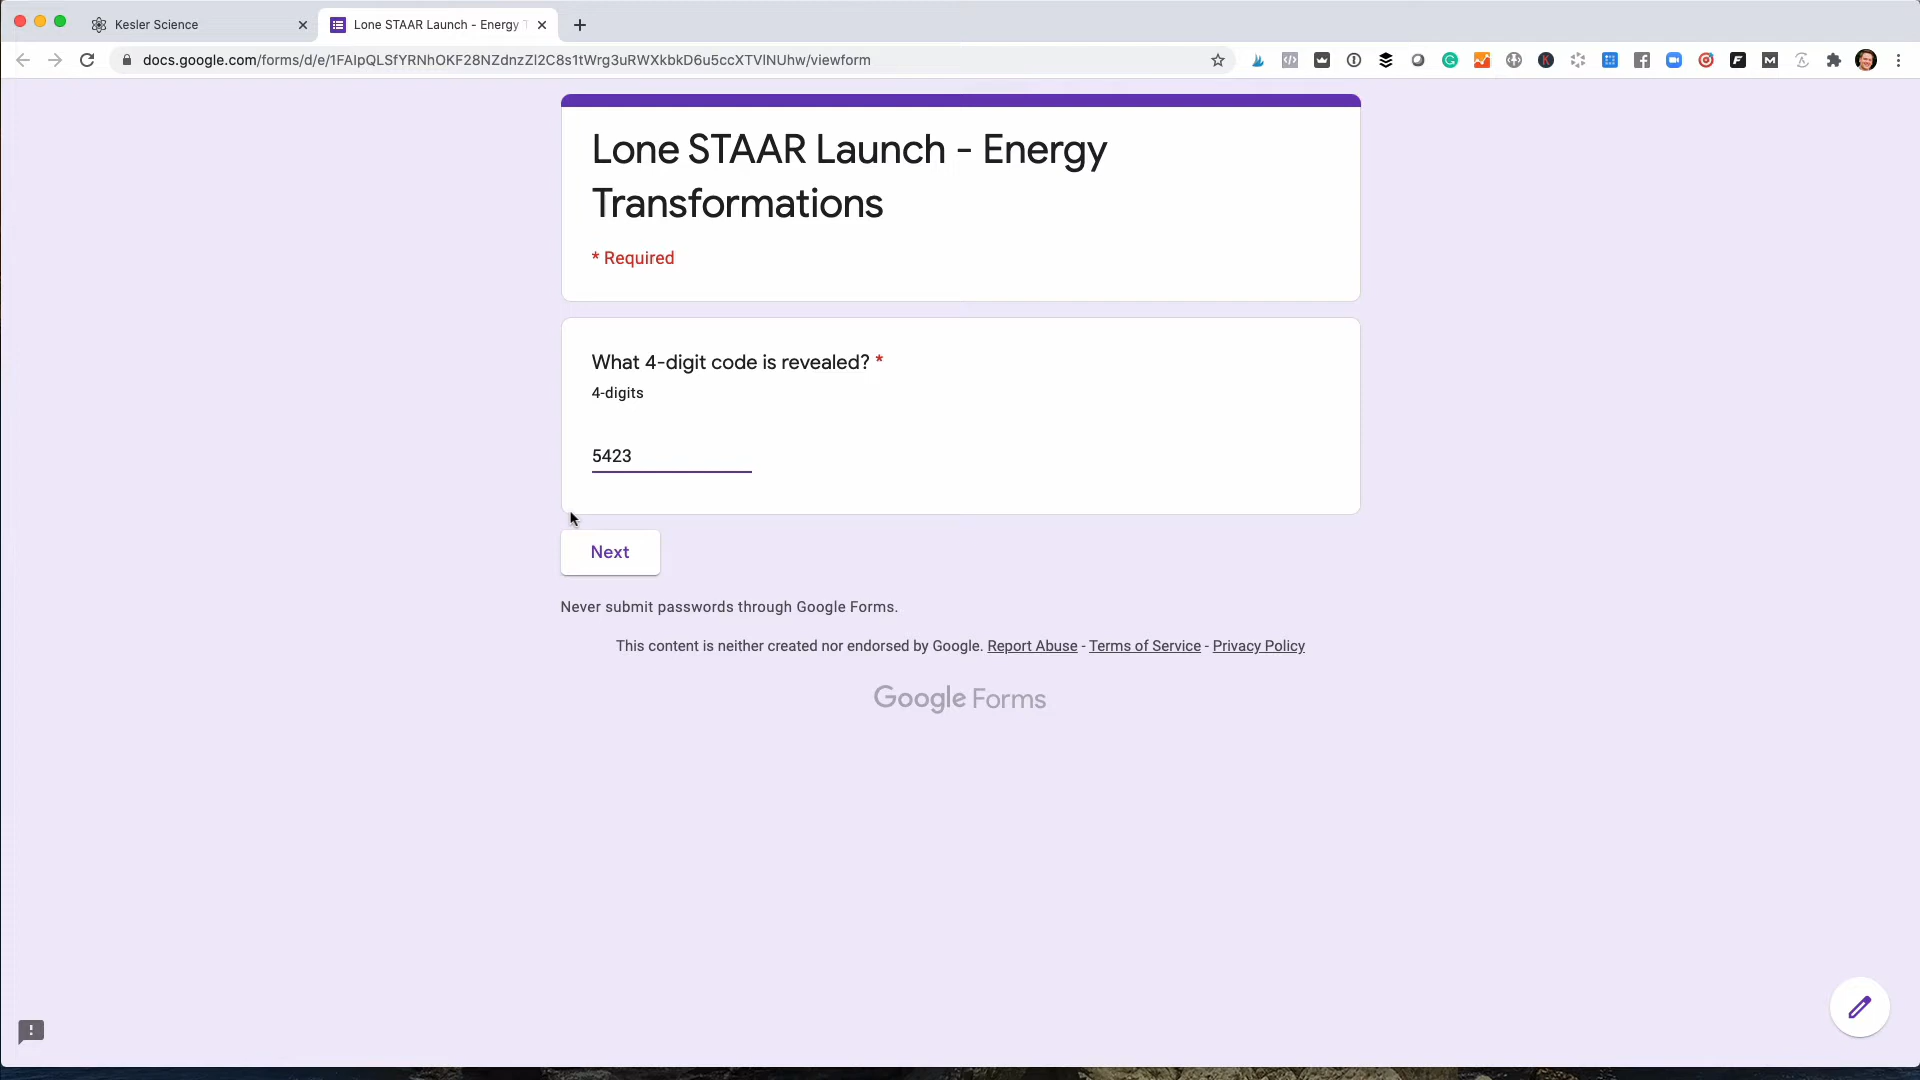 Kesler Science
Lone STAAR Launch - Energy
docs.google.com/forms/d/e/1FAIpQLSfYRNhOKF28NZdnzZl2C8s1tWrg3uRWXkbkD6u5ccXTVlNUhw/viewform
Lone STAAR Launch - Energy
Transformations
* Required
What 4-digit code is revealed? *
4-digits
5423
Next
Never submit passwords through Google Forms.
This content is neither created nor endorsed by Google. Report Abuse - Terms of Service - Privacy Policy
Google Forms